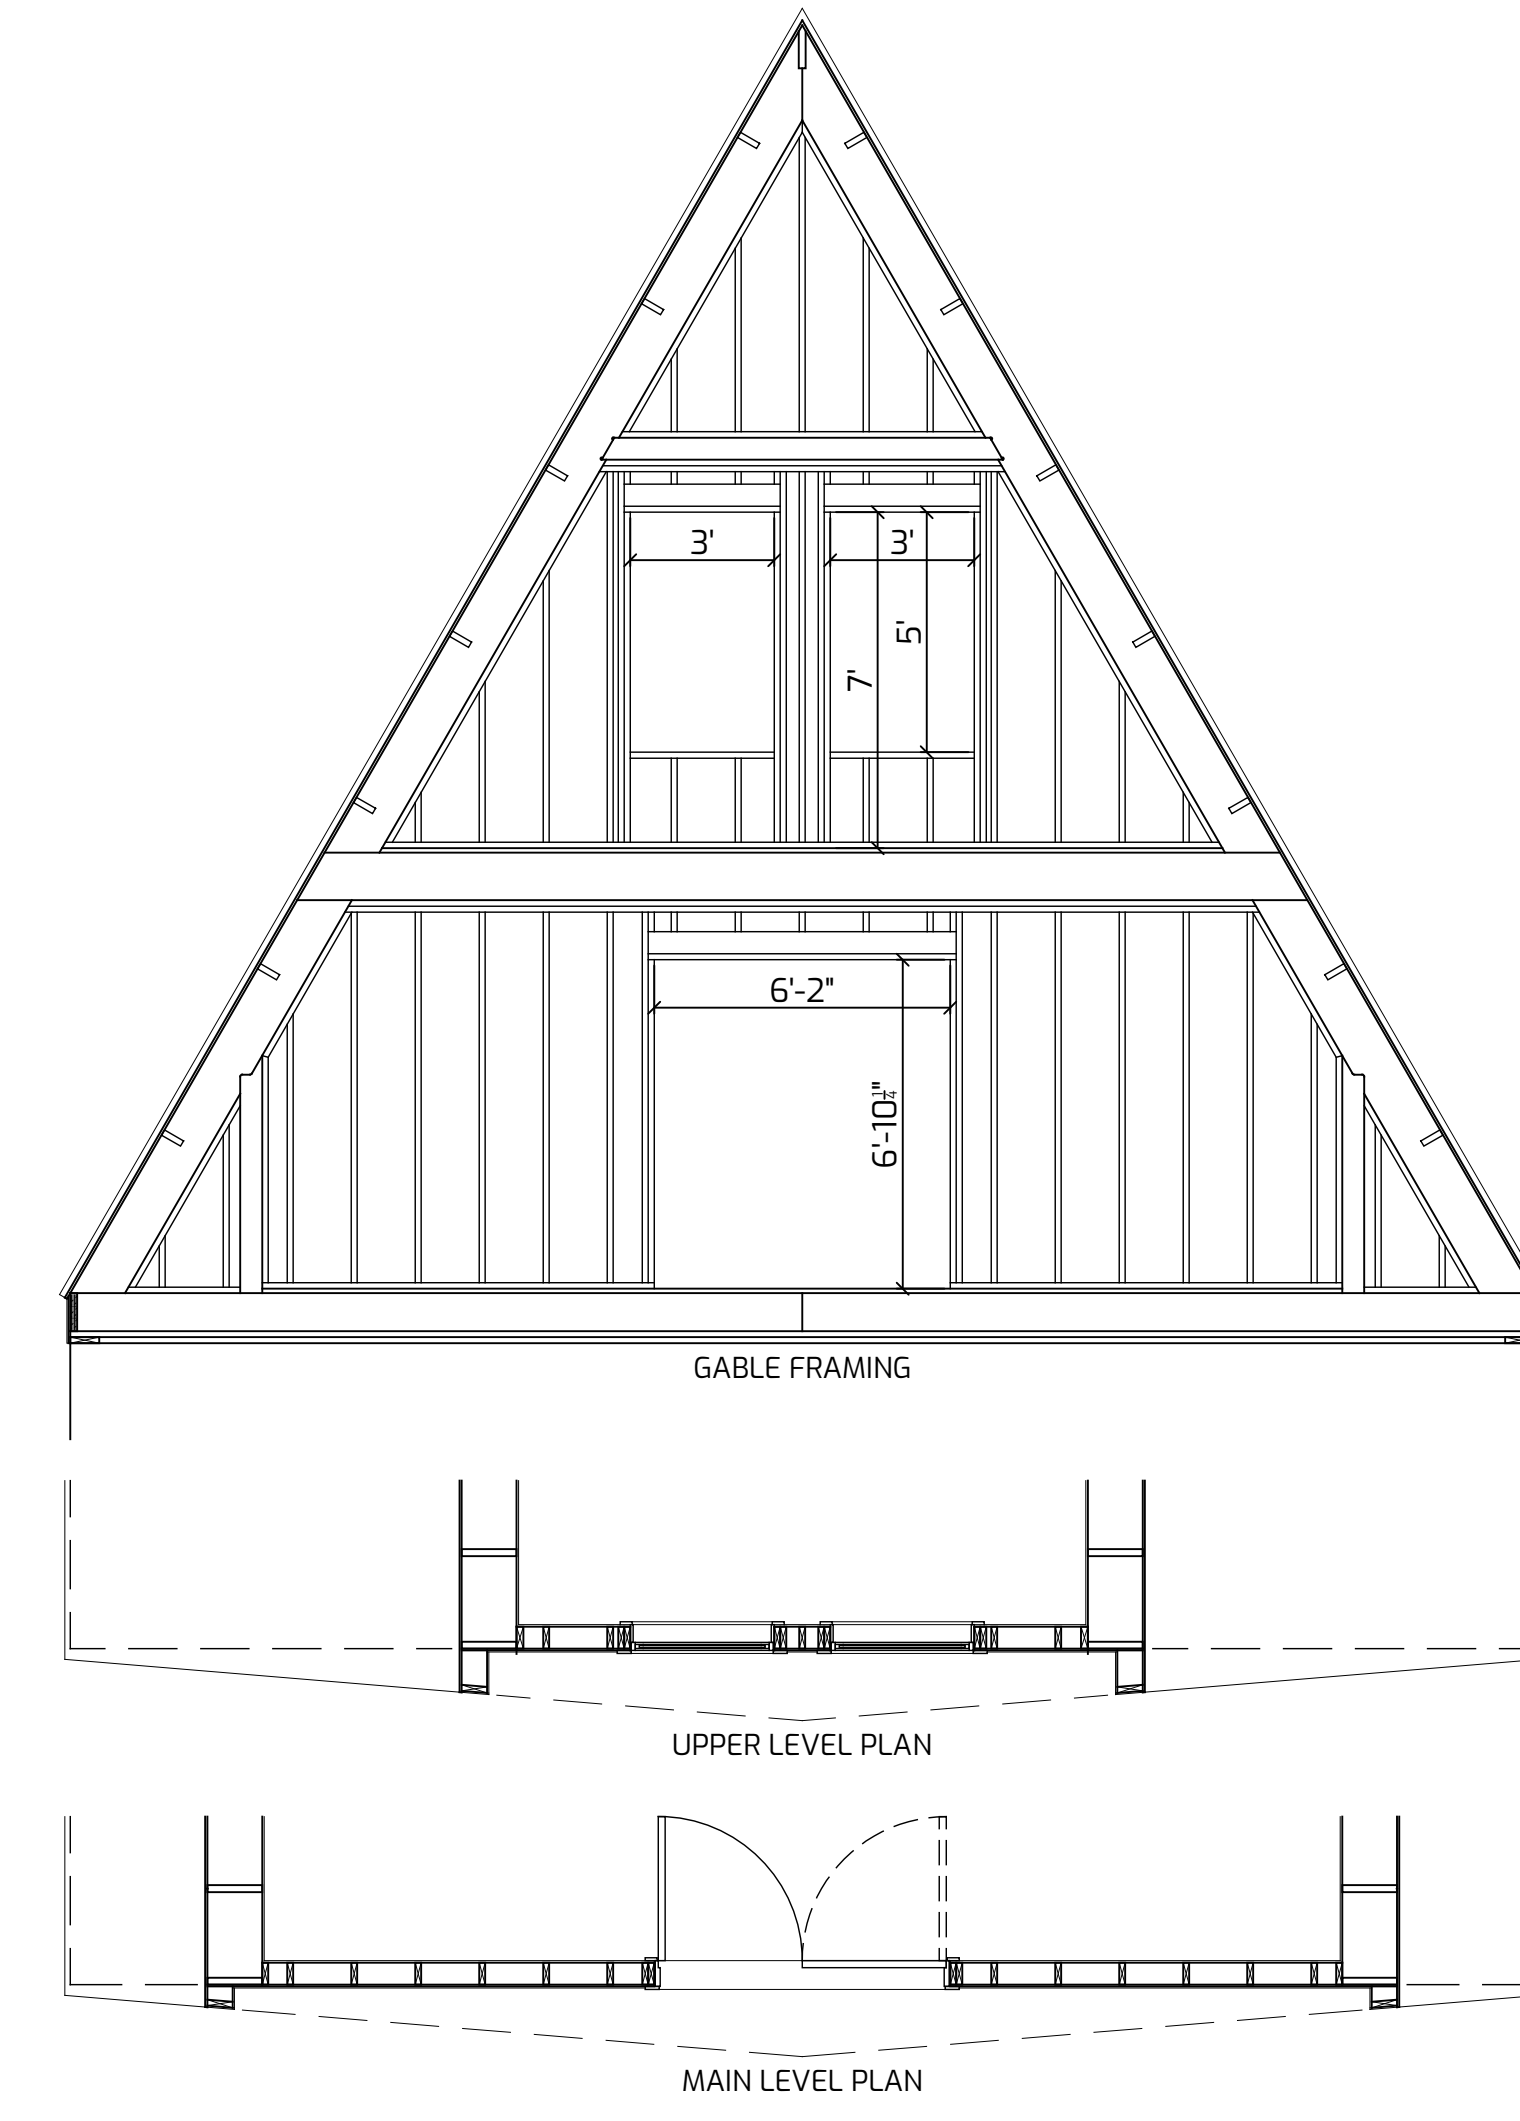 3'
3'
5'
7'
6'-2"
6'-10¼"
GABLE FRAMING
UPPER LEVEL PLAN
MAIN LEVEL PLAN